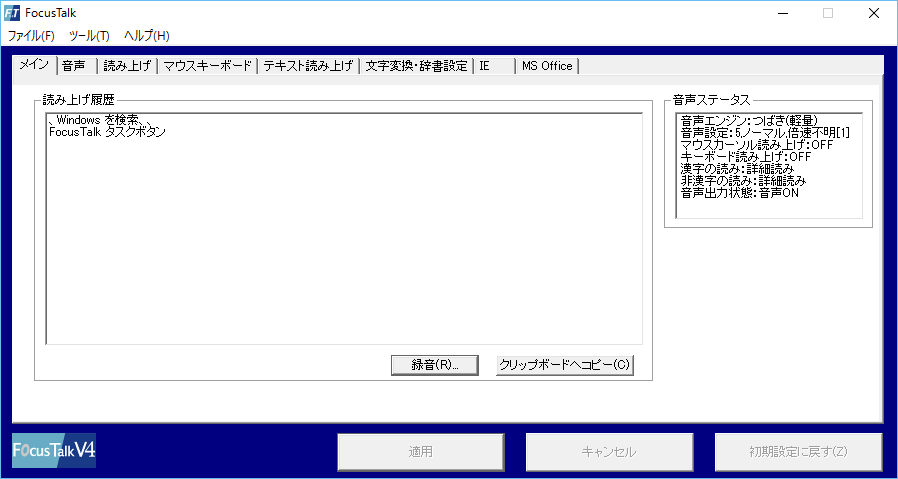 FT FocusTalk
ファイル(F) ツール(T) ヘルプ(H)
メイン 音声 読み上げ マウスキーボード テキスト読み上げ 文字変換・辞書設定 IE MS Office
読み上げ履歴
、Windows を検索、、
FocusTalk タスクボタン
録音(R)... クリップボードへコピー(C)
音声ステータス
音声エンジン:つばき(軽量)
音声設定:5,ノーマル,倍速不明[1]
マウスカーソル読み上げ:OFF
キーボード読み上げ:OFF
漢字の読み:詳細読み
非漢字の読み:詳細読み
音声出力状態:音声ON
FocusTalkV4
適用 キャンセル 初期設定に戻す(Z)